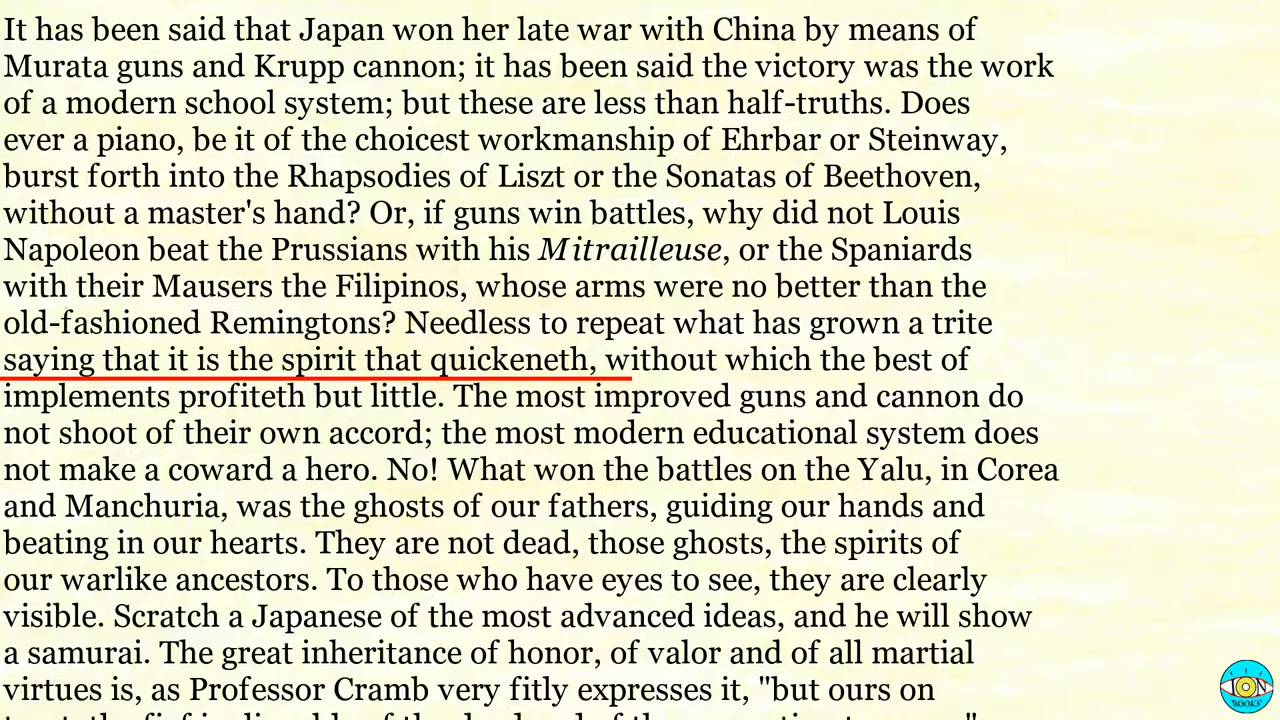 It has been said that Japan won her late war with China by means of
Murata guns and Krupp cannon; it has been said the victory was the work
of a modern school system; but these are less than half-truths. Does
ever a piano, be it of the choicest workmanship of Ehrbar or Steinway,
burst forth into the Rhapsodies of Liszt or the Sonatas of Beethoven,
without a master's hand? Or, if guns win battles, why did not Louis
Napoleon beat the Prussians with his Mitrailleuse, or the Spaniards
with their Mausers the Filipinos, whose arms were no better than the
old-fashioned Remingtons? Needless to repeat what has grown a trite
saying that it is the spirit that quickeneth, without which the best of
implements profiteth but little. The most improved guns and cannon do
not shoot of their own accord; the most modern educational system does
not make a coward a hero. No! What won the battles on the Yalu, in Corea
and Manchuria, was the ghosts of our fathers, guiding our hands and
beating in our hearts. They are not dead, those ghosts, the spirits of
our warlike ancestors. To those who have eyes to see, they are clearly
visible. Scratch a Japanese of the most advanced ideas, and he will show
a samurai. The great inheritance of honor, of valor and of all martial
virtues is, as Professor Cramb very fitly expresses it, "but ours on
ION
BOOKS